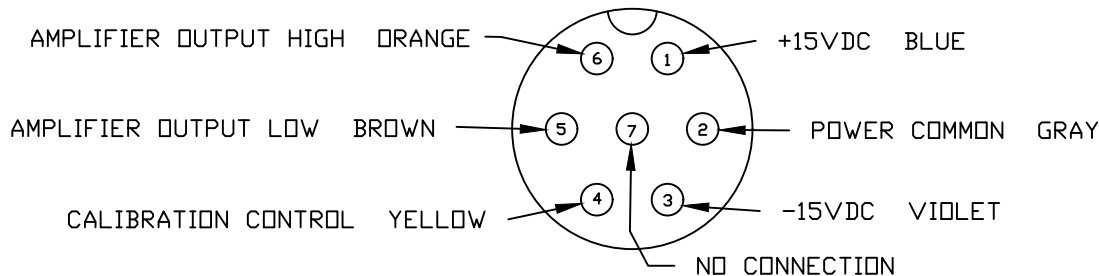 AMPLIFIER OUTPUT HIGH ORANGE
6
1
+15VDC BLUE
AMPLIFIER OUTPUT LOW BROWN
5
7
2
POWER COMMON GRAY
CALIBRATION CONTROL YELLOW
4
3
-15VDC VIOLET
NO CONNECTION